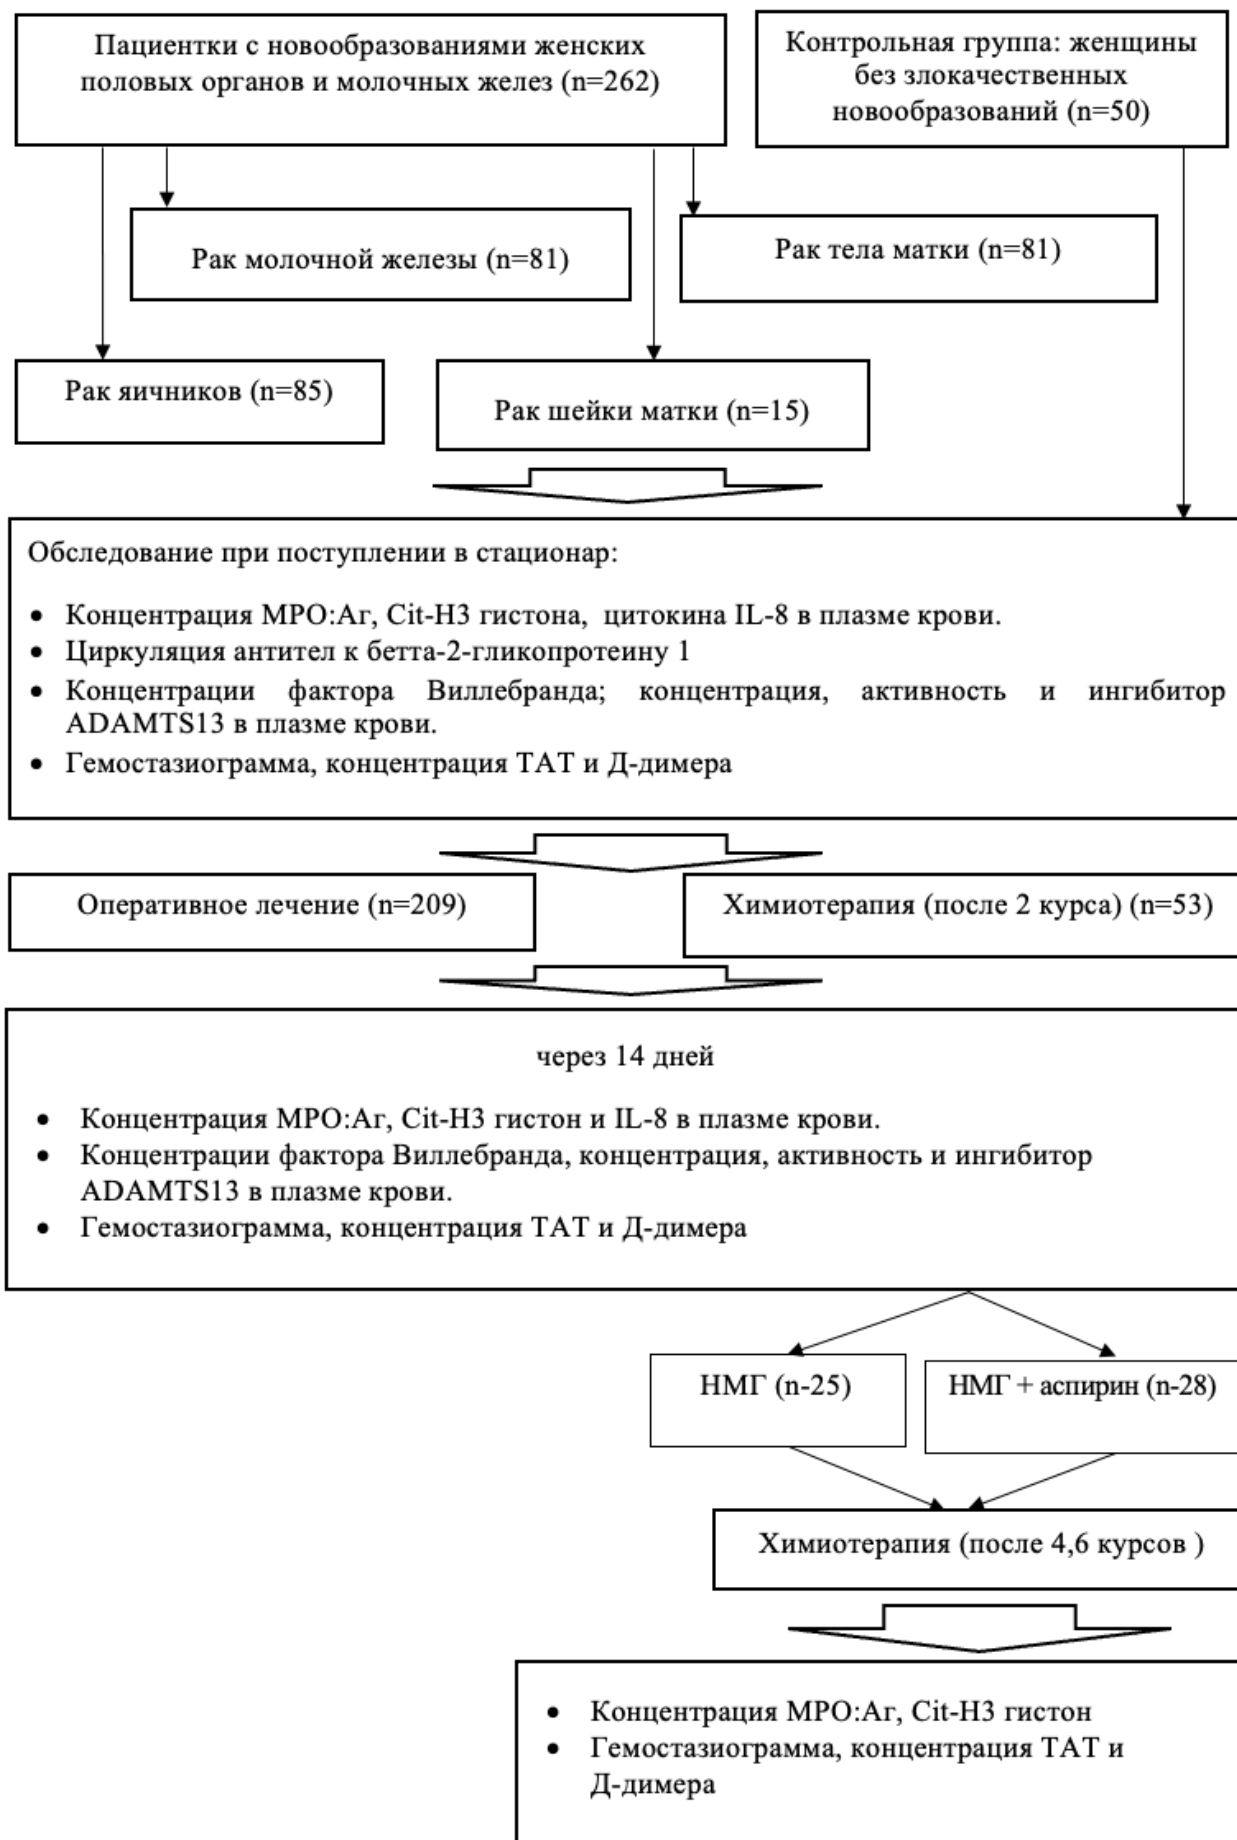 Пациентки с новообразованиями женских
половых органов и молочных желез (n=262)
Контрольная группа: женщины
без злокачественных
новообразований (n=50)
Рак молочной железы (n=81)
Рак тела матки (n=81)
Рак яичников (n=85)
Рак шейки матки (n=15)
Обследование при поступлении в стационар:
• Концентрация МРО:Аг, Cit-H3 гистона, цитокина IL-8 в плазме крови.
• Циркуляция антител к бетта-2-гликопротеину 1
• Концентрации фактора Виллебранда; концентрация, активность и ингибитор
ADAMTS13 в плазме крови.
• Гемостазиограмма, концентрация ТАТ и Д-димера
Оперативное лечение (n=209)
Химиотерапия (после 2 курса) (n=53)
через 14 дней
• Концентрация МРО:Аг, Cit-H3 гистон и IL-8 в плазме крови.
• Концентрации фактора Виллебранда, концентрация, активность и ингибитор
ADAMTS13 в плазме крови.
• Гемостазиограмма, концентрация ТАТ и Д-димера
НМГ (n-25)
НМГ + аспирин (n-28)
Химиотерапия (после 4,6 курсов )
• Концентрация МРО:Аг, Cit-H3 гистон
• Гемостазиограмма, концентрация ТАТ и
Д-димера